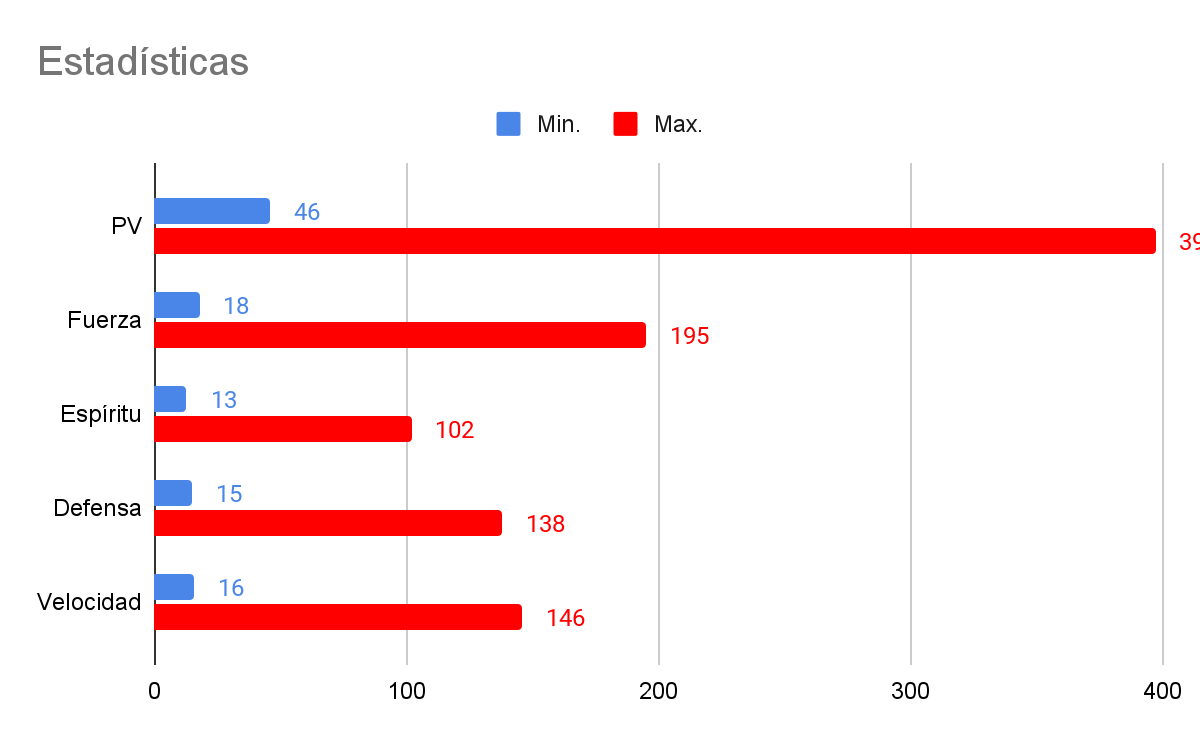 Estadísticas
Min. Max.
PV 46
39
Fuerza 18
195
Espíritu 13
102
Defensa 15
138
Velocidad 16
146
0 100 200 300 400